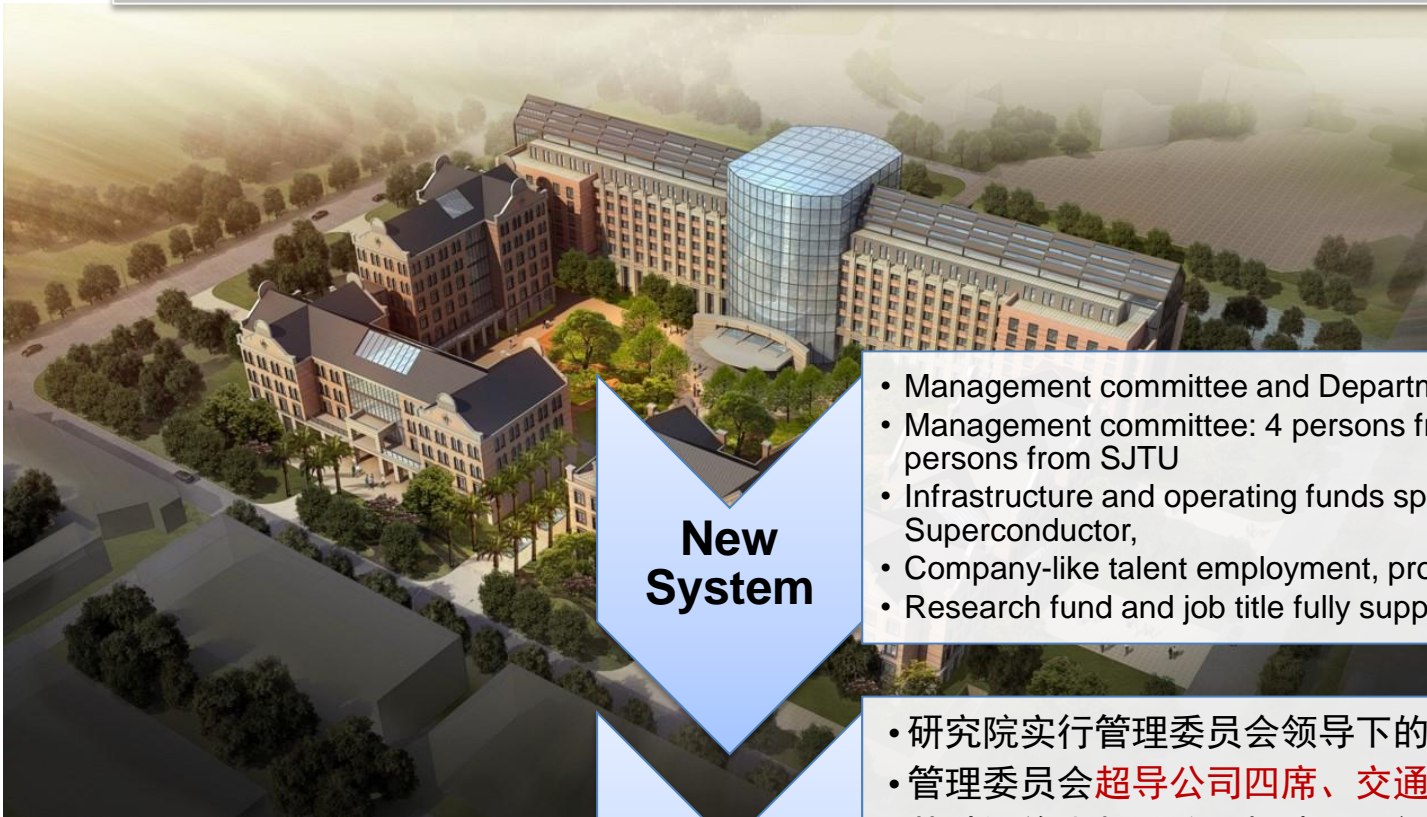 New
System
• Management committee and Departm
• Management committee: 4 persons fr
persons from SJTU
• Infrastructure and operating funds sp
Superconductor,
• Company-like talent employment, pro
• Research fund and job title fully supp
•研究院实行管理委员会领导下的
•管理委员会超导公司四席、交通